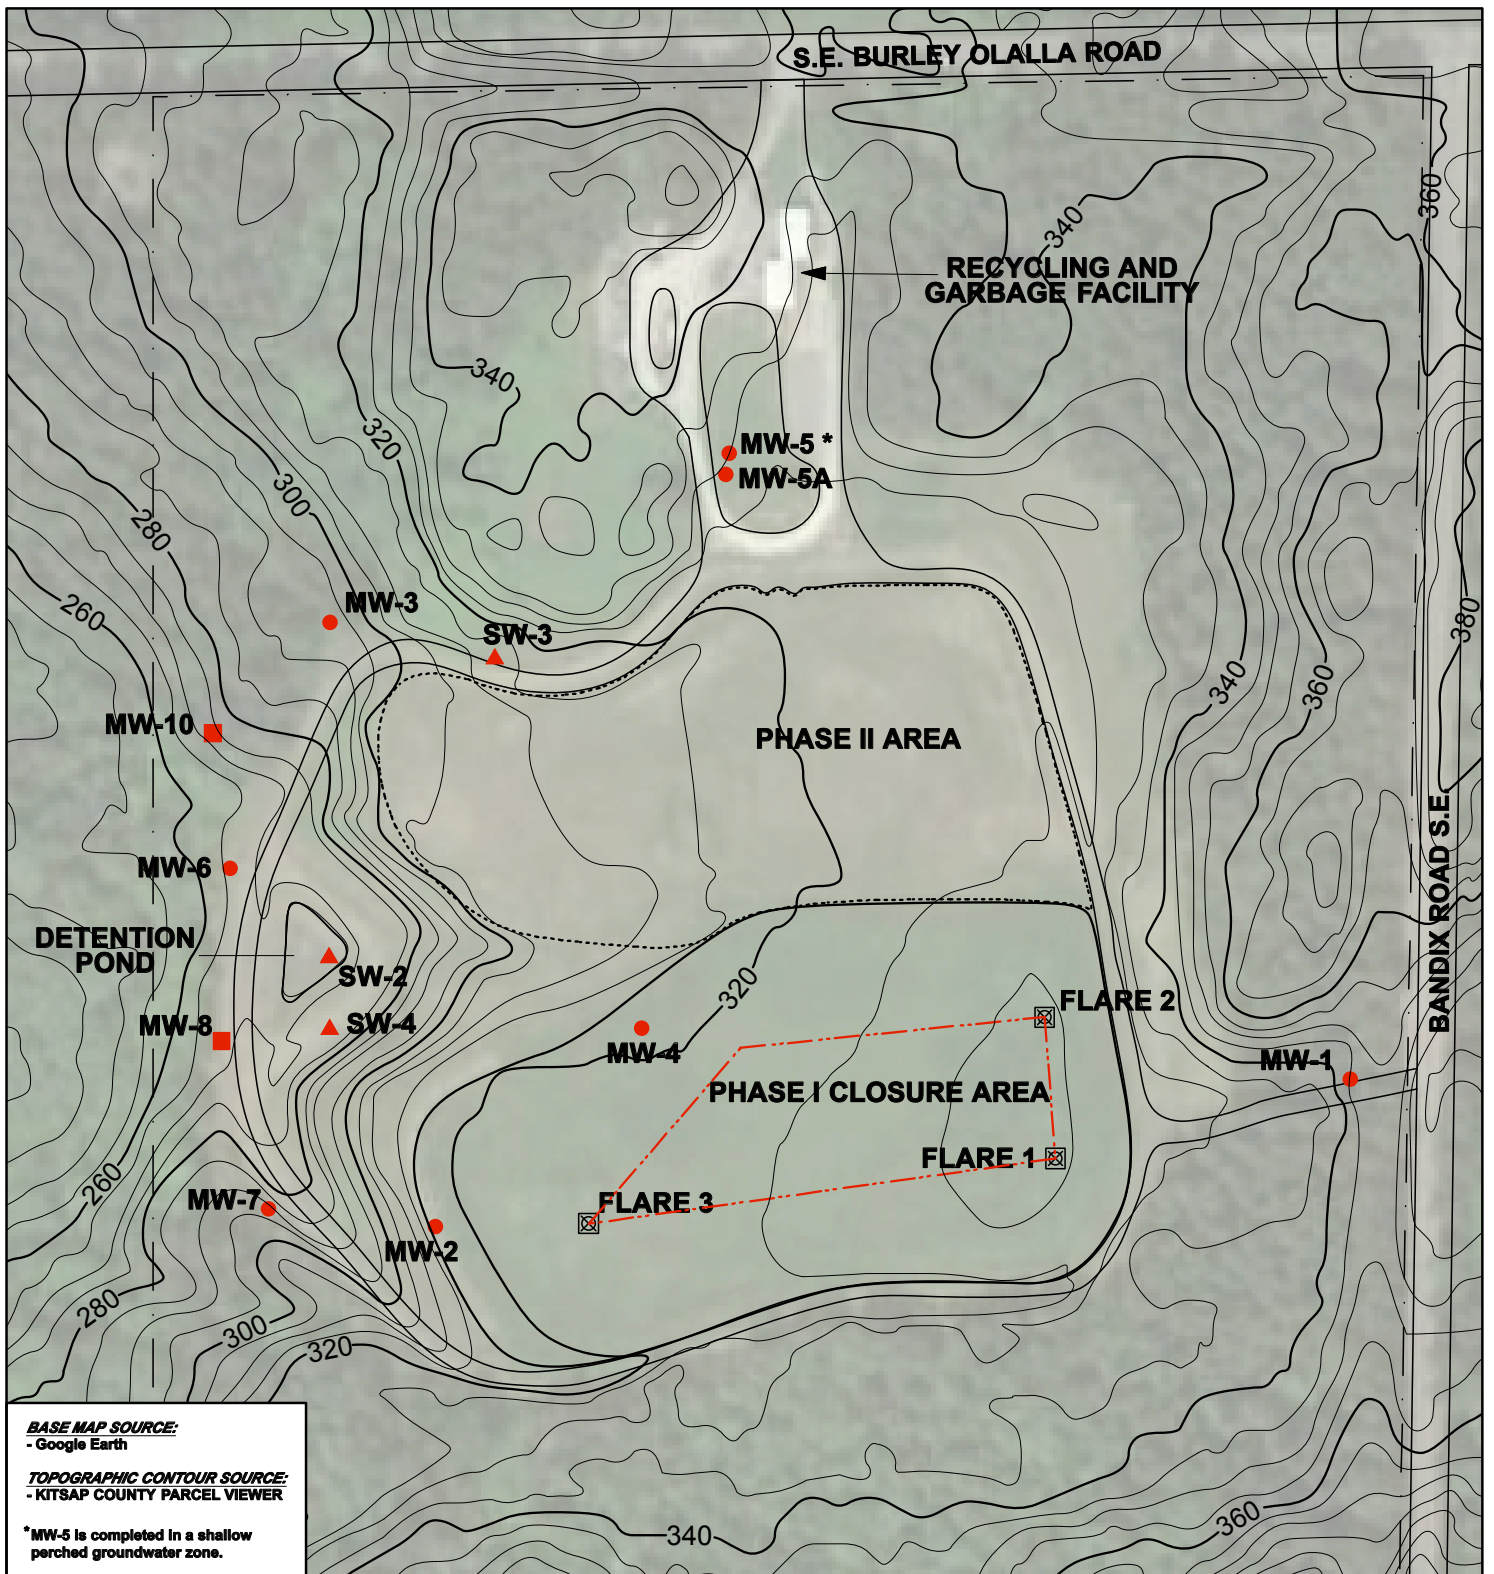 S.E. BURLEY OLALLA ROAD
360
340
RECYCLING AND
GARBAGE FACILITY
340
320
MW-5 *
MW-5A
300
280
260
MW-3
SW-3
380
340
360
MW-10
PHASE II AREA
BANDIX ROAD S.E.
MW-6
DETENTION
POND
SW-2
320
FLARE 2
MW-8
SW-4
MW-4
MW-1
PHASE I CLOSURE AREA
FLARE 1
260
MW-7
FLARE 3
MW-2
280
300
320
BASE MAP SOURCE:
- Google Earth
TOPOGRAPHIC CONTOUR SOURCE:
- KITSAP COUNTY PARCEL VIEWER
*MW-5 is completed in a shallow
perched groundwater zone.
340
360